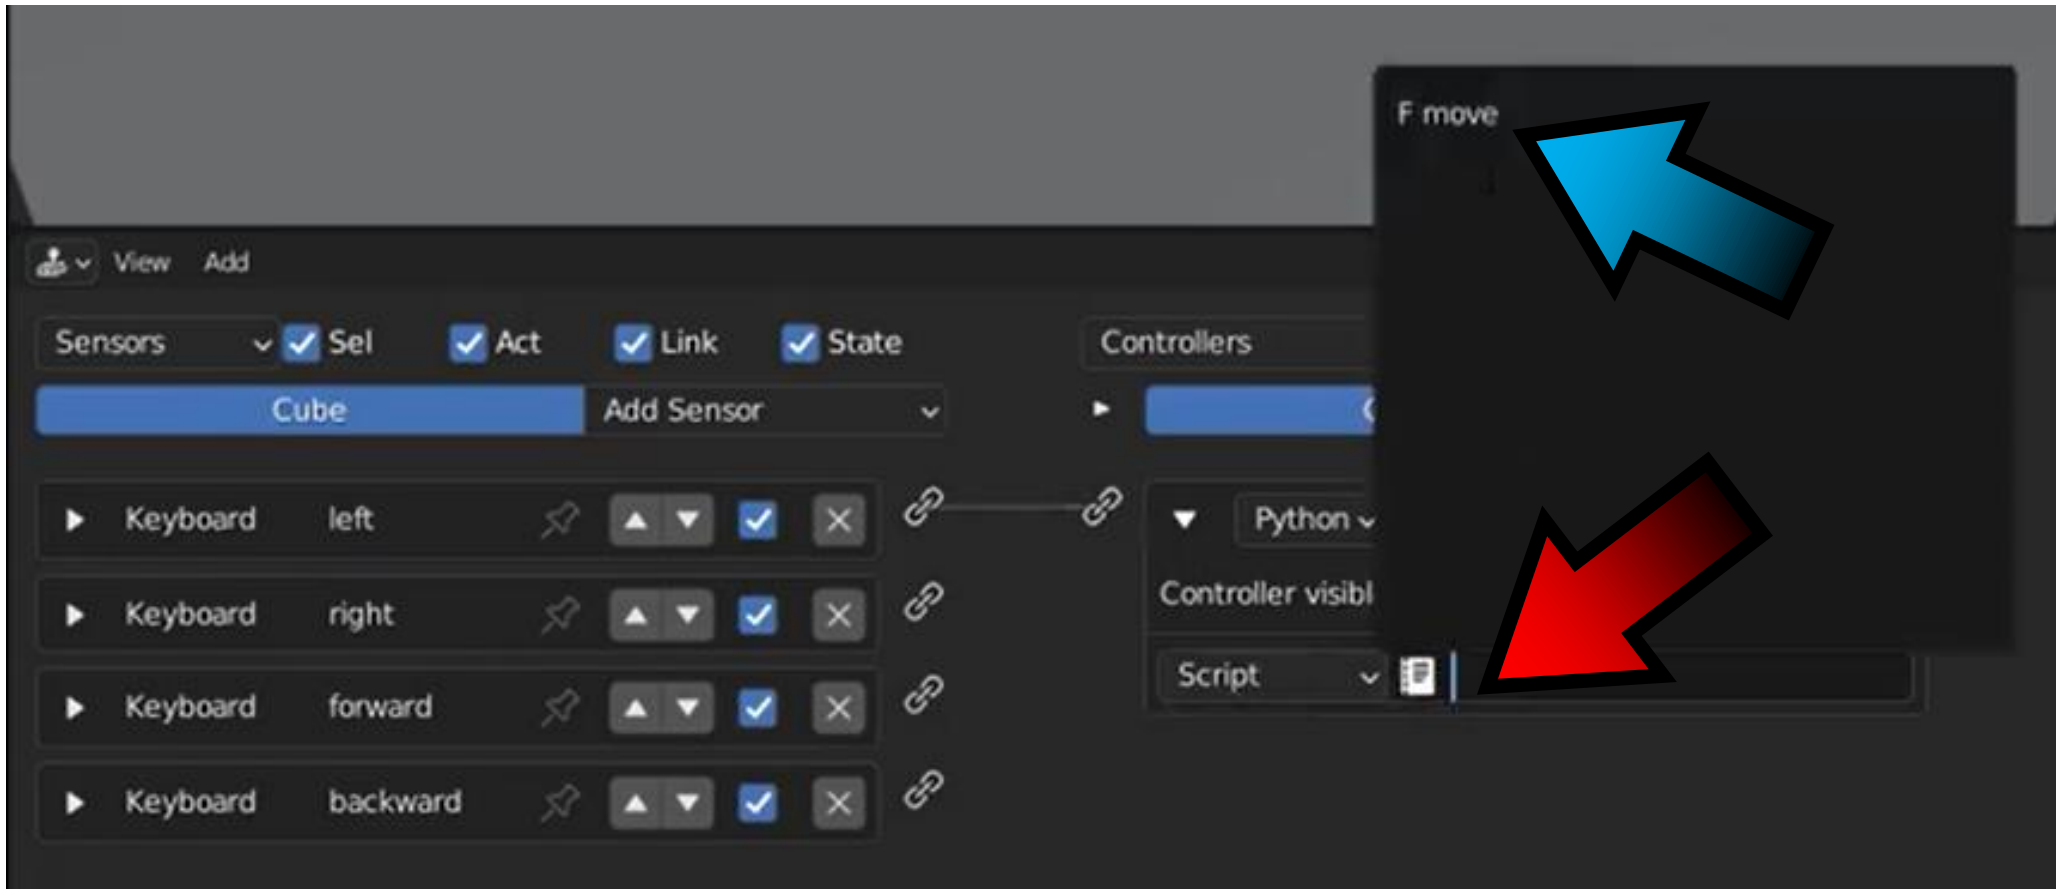 F move
View Add
Sensors Sel Act Link State Controllers
Cube Add Sensor
Keyboard left Python
Controller visibl
Keyboard right
Script
Keyboard forward
Keyboard backward